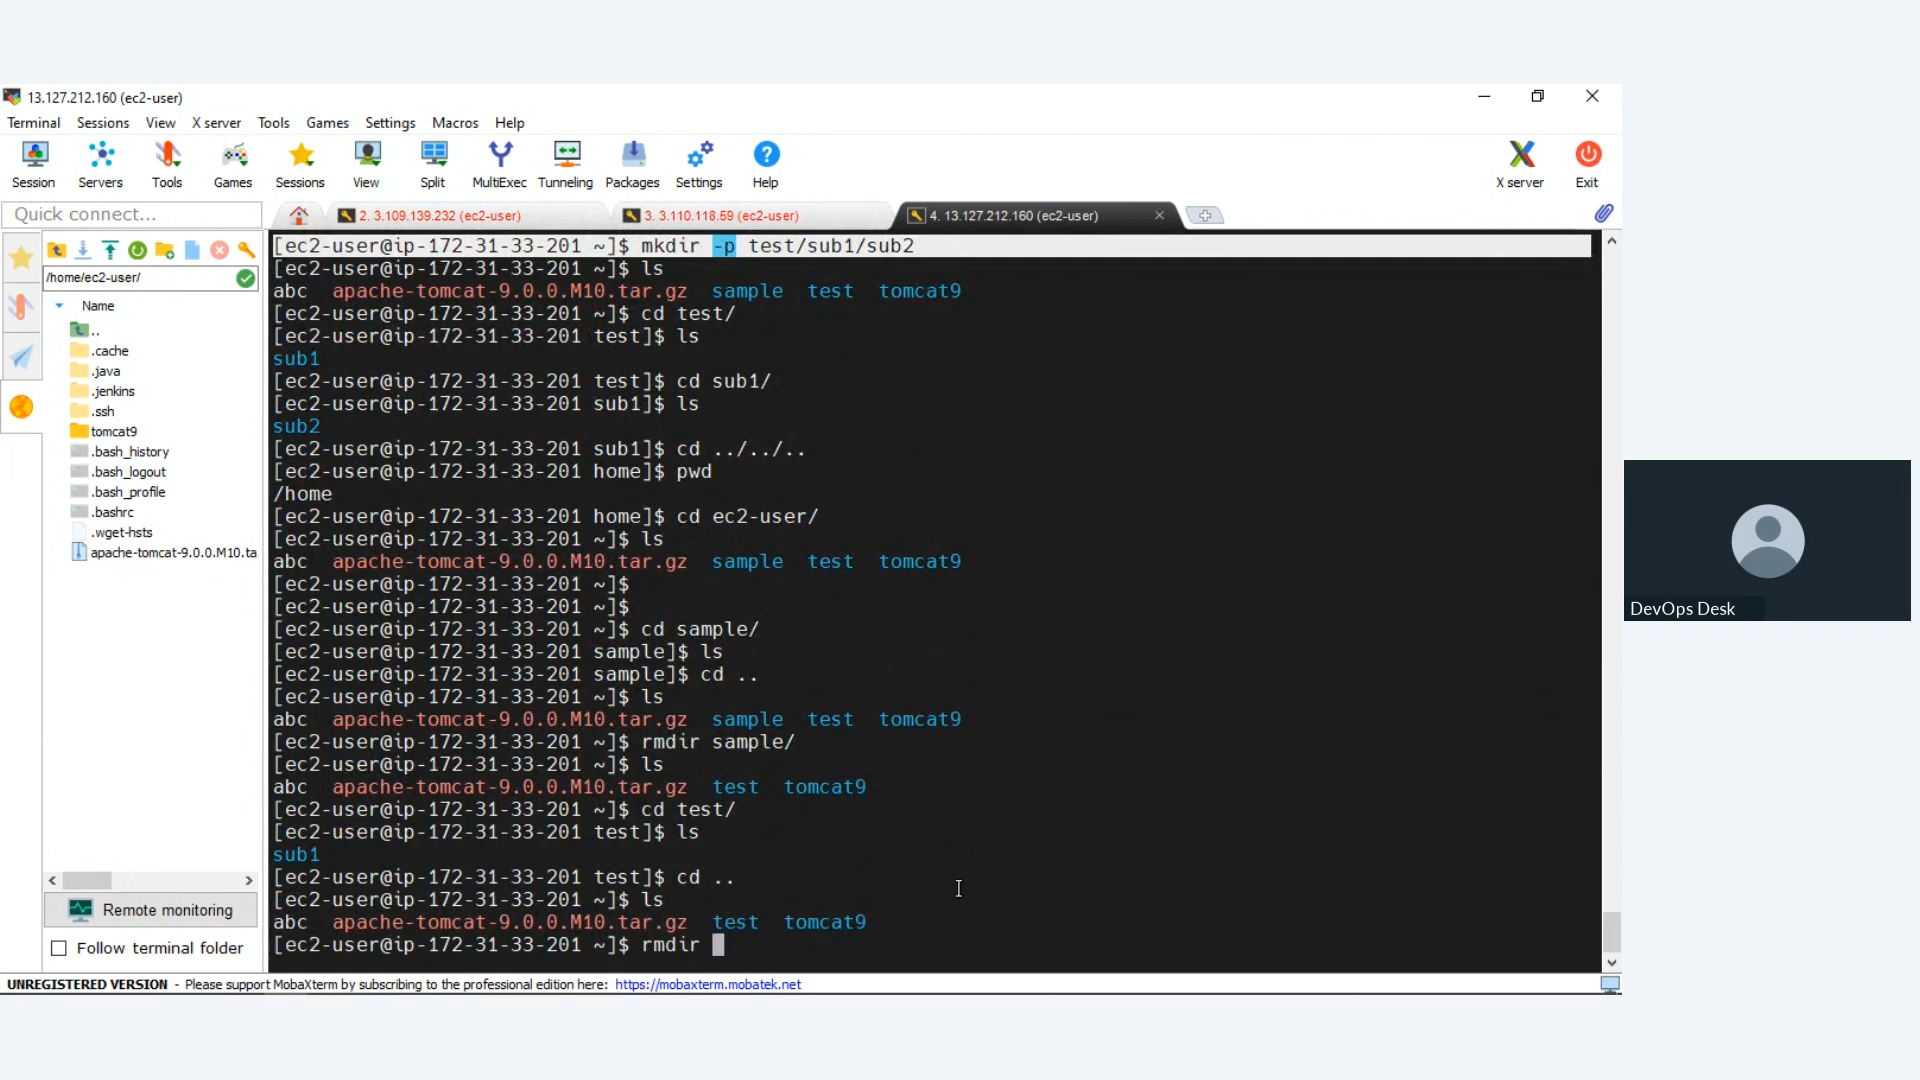 13.127.212.160 (ec2-user)
Terminal Sessions View X server Tools Games Settings Macros Help
Session Servers Tools Games Sessions View Split MultiExec Tunneling Packages Settings Help X server Exit
Quick connect...
2. 3.109.139.232 (ec2-user)
3. 3.110.118.59 (ec2-user)
4. 13.127.212.160 (ec2-user)
/home/ec2-user/
Name
..
.cache
.java
.jenkins
.ssh
tomcat9
.bash_history
.bash_logout
.bash_profile
.bashrc
.wget-hsts
apache-tomcat-9.0.0.M10.ta
Remote monitoring
Follow terminal folder
[ec2-user@ip-172-31-33-201 ~]$ mkdir -p test/sub1/sub2
[ec2-user@ip-172-31-33-201 ~]$ ls
abc apache-tomcat-9.0.0.M10.tar.gz sample test tomcat9
[ec2-user@ip-172-31-33-201 ~]$ cd test/
[ec2-user@ip-172-31-33-201 test]$ ls
sub1
[ec2-user@ip-172-31-33-201 test]$ cd sub1/
[ec2-user@ip-172-31-33-201 sub1]$ ls
sub2
[ec2-user@ip-172-31-33-201 sub1]$ cd ../../..
[ec2-user@ip-172-31-33-201 home]$ pwd
/home
[ec2-user@ip-172-31-33-201 home]$ cd ec2-user/
[ec2-user@ip-172-31-33-201 ~]$ ls
abc apache-tomcat-9.0.0.M10.tar.gz sample test tomcat9
[ec2-user@ip-172-31-33-201 ~]$
[ec2-user@ip-172-31-33-201 ~]$
[ec2-user@ip-172-31-33-201 ~]$ cd sample/
[ec2-user@ip-172-31-33-201 sample]$ ls
[ec2-user@ip-172-31-33-201 sample]$ cd ..
[ec2-user@ip-172-31-33-201 ~]$ ls
abc apache-tomcat-9.0.0.M10.tar.gz sample test tomcat9
[ec2-user@ip-172-31-33-201 ~]$ rmdir sample/
[ec2-user@ip-172-31-33-201 ~]$ ls
abc apache-tomcat-9.0.0.M10.tar.gz test tomcat9
[ec2-user@ip-172-31-33-201 ~]$ cd test/
[ec2-user@ip-172-31-33-201 test]$ ls
sub1
[ec2-user@ip-172-31-33-201 test]$ cd ..
[ec2-user@ip-172-31-33-201 ~]$ ls
abc apache-tomcat-9.0.0.M10.tar.gz test tomcat9
[ec2-user@ip-172-31-33-201 ~]$ rmdir
DevOps Desk
UNREGISTERED VERSION - Please support MobaXterm by subscribing to the professional edition here: https://mobaxterm.mobatek.net